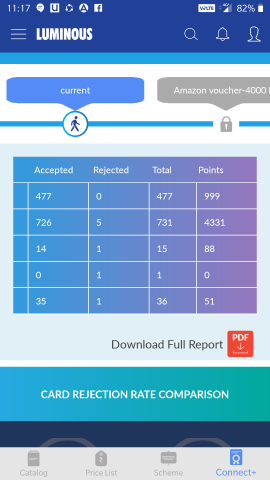 11:17 82%
LUMINOUS
current Amazon voucher-4000
Accepted Rejected Total Points
477 0 477 999
726 5 731 4331
14 1 15 88
0 1 1 0
35 1 36 51
Download Full Report PDF
CARD REJECTION RATE COMPARISON
Catalog Price List Scheme Connect+